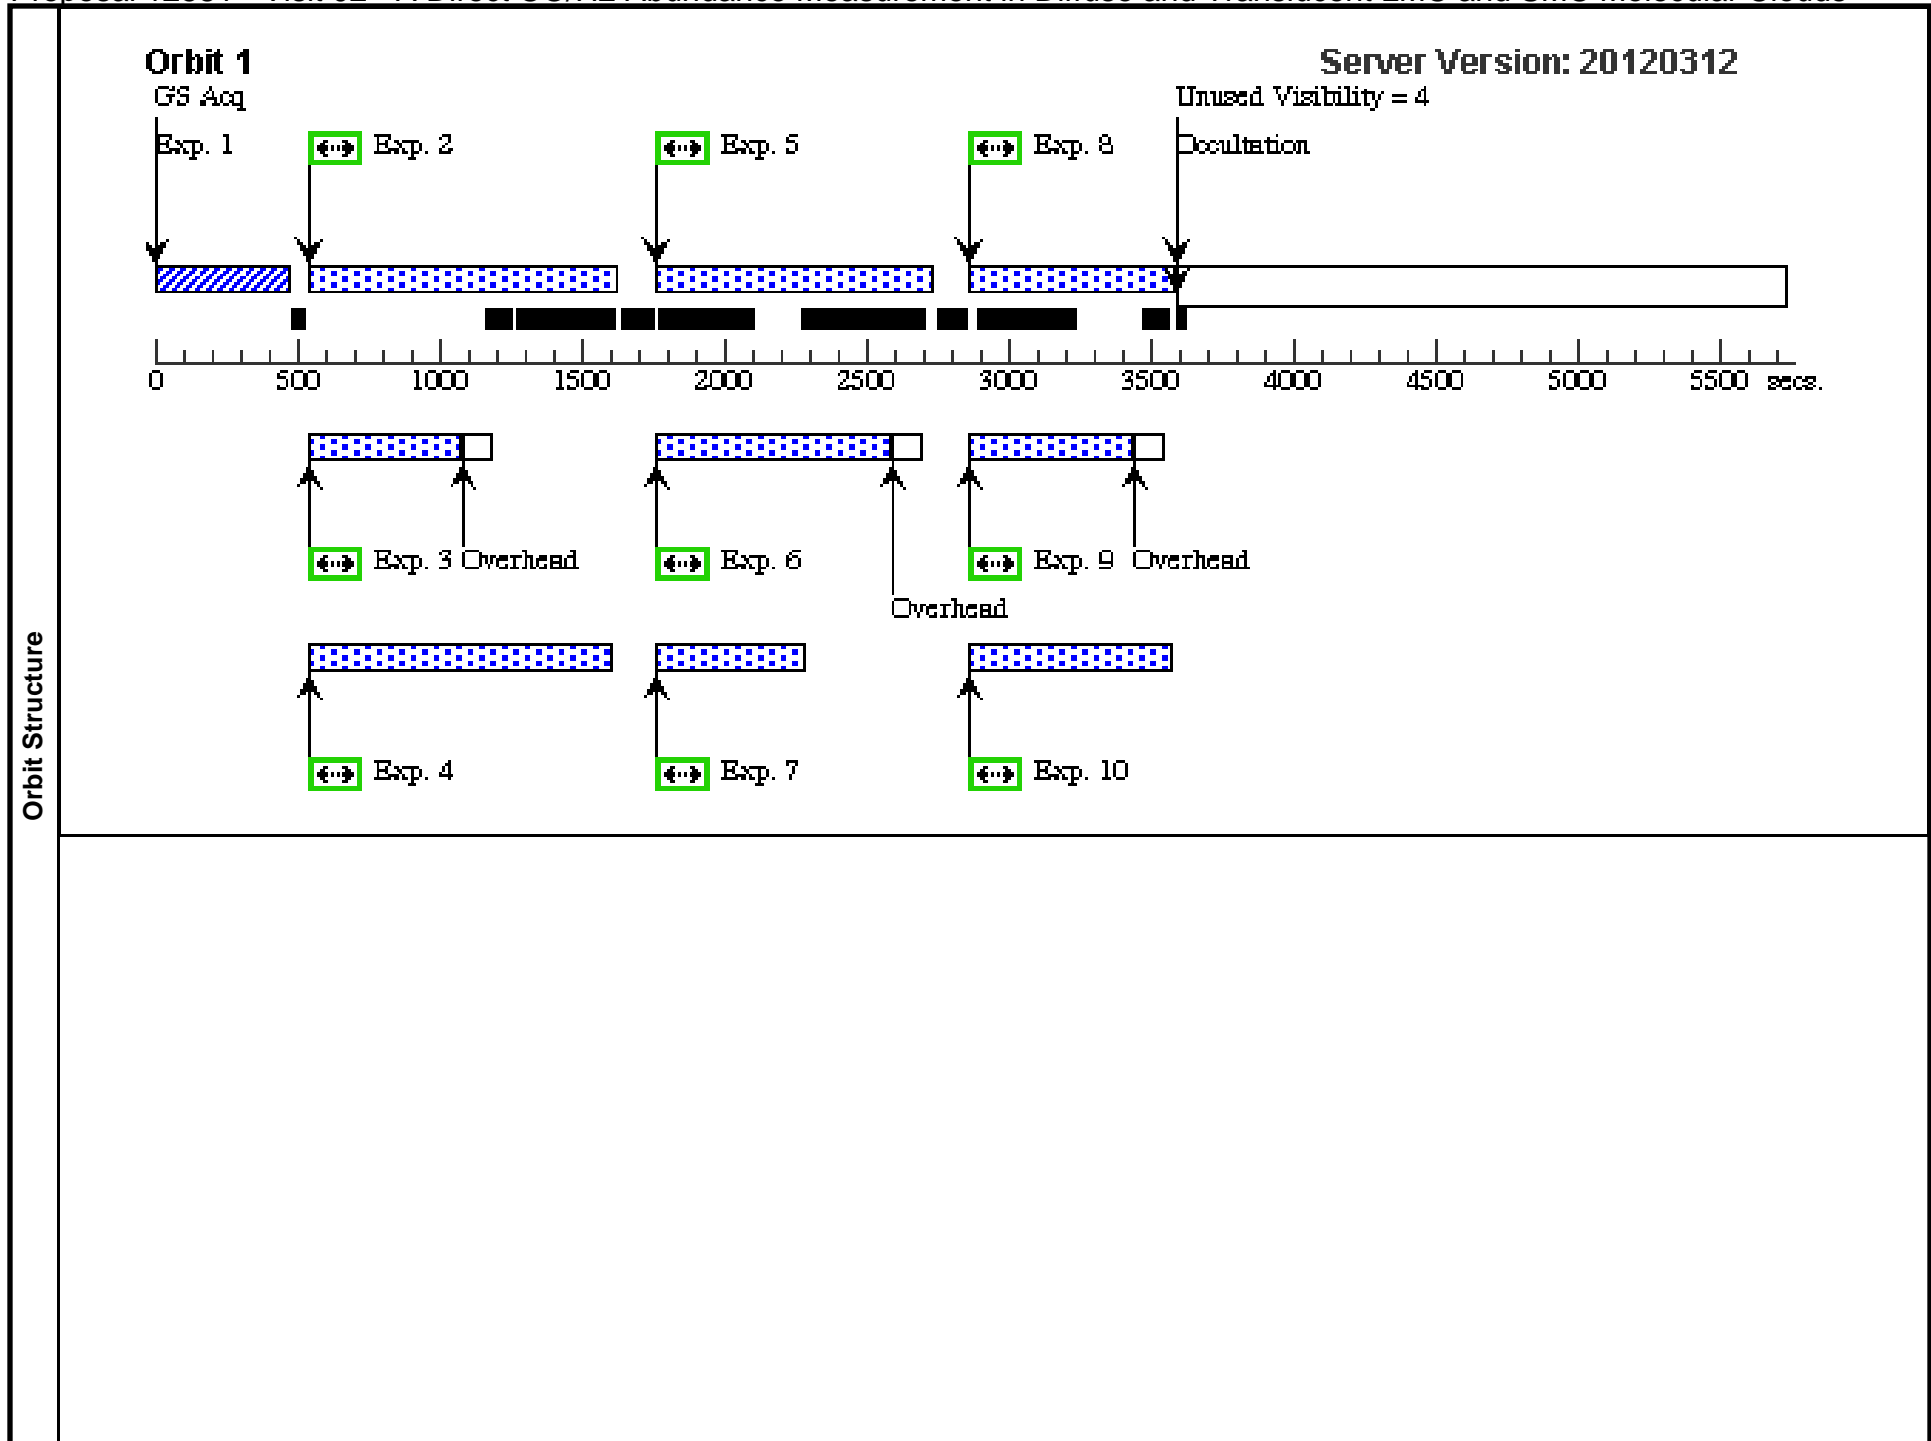 Orbit 1
Server Version: 20120312
GS Acq
Unused Visibility = 4
Exp. 1
Exp. 2
Exp. 5
Exp. 8
Occultation
0 500 1000 1500 2000 2500 3000 3500 4000 4500 5000 5500 secs.
Exp. 3 Overhead
Exp. 6
Exp. 9 Overhead
Overhead
Exp. 4
Exp. 7
Exp. 10
Orbit Structure